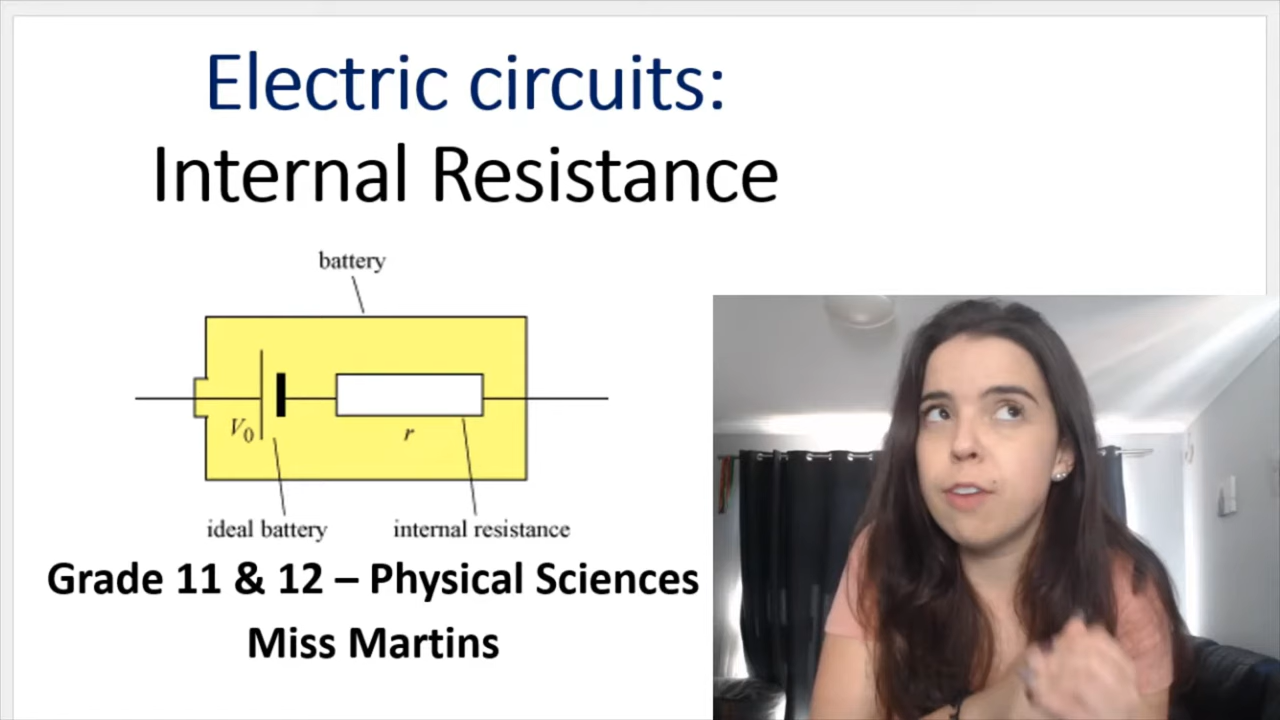 Electric circuits:
Internal Resistance
battery
V0
r
ideal battery
internal resistance
Grade 11 & 12 – Physical Sciences
Miss Martins